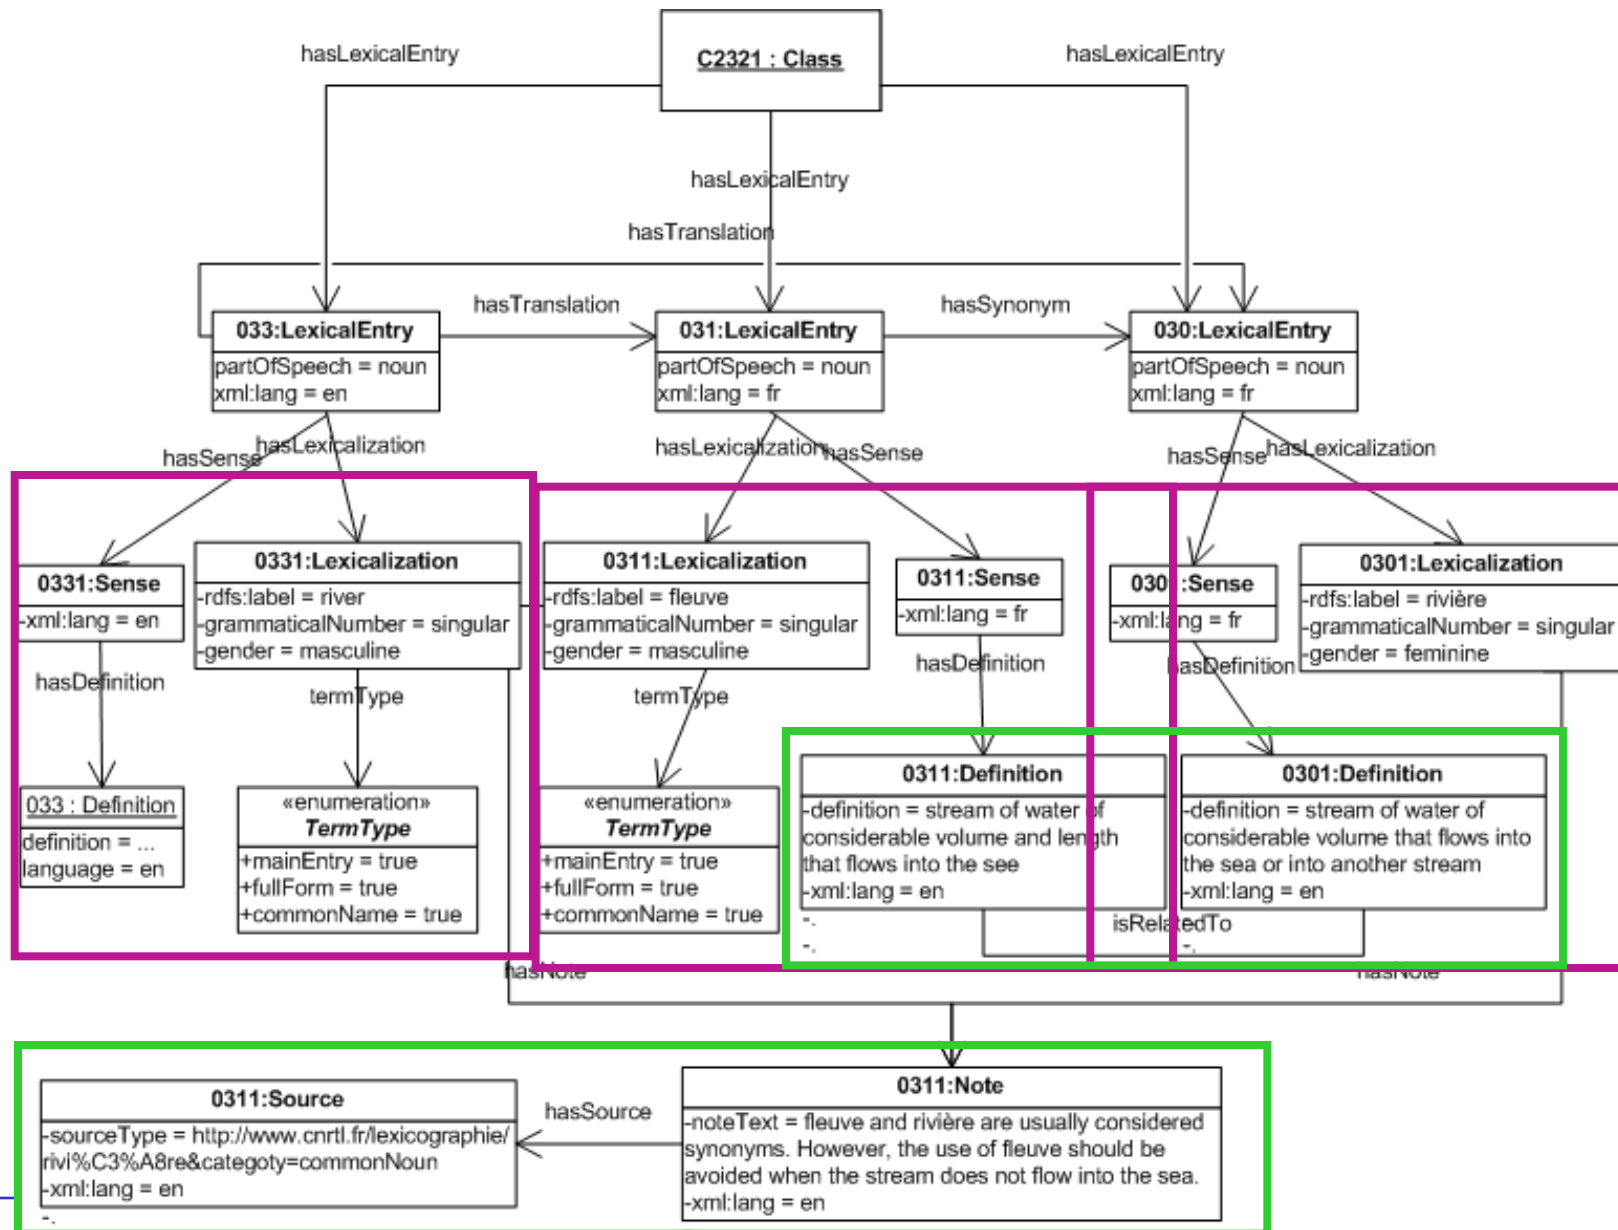 C2321 : Class
hasLexicalEntry
hasLexicalEntry
hasLexicalEntry
hasTranslation
033:LexicalEntry
partOfSpeech = noun
xml:lang = en
hasTranslation
031:LexicalEntry
partOfSpeech = noun
xml:lang = fr
hasSynonym
030:LexicalEntry
partOfSpeech = noun
xml:lang = fr
hasSense
hasLexicalization
hasLexicalization
hasSense
hasSense
hasLexicalization
0331:Sense
-xml:lang = en
0331:Lexicalization
-rdfs:label = river
-grammaticalNumber = singular
-gender = masculine
0311:Lexicalization
-rdfs:label = fleuve
-grammaticalNumber = singular
-gender = masculine
0311:Sense
-xml:lang = fr
0301:Sense
-xml:lang = fr
0301:Lexicalization
-rdfs:label = rivière
-grammaticalNumber = singular
-gender = feminine
hasDefinition
termType
termType
hasDefinition
hasDefinition
033 : Definition
definition = ...
language = en
«enumeration»
TermType
+mainEntry = true
+fullForm = true
+commonName = true
«enumeration»
TermType
+mainEntry = true
+fullForm = true
+commonName = true
0311:Definition
-definition = stream of water of
considerable volume and length
that flows into the see
-xml:lang = en
-.
-.
0301:Definition
-definition = stream of water of
considerable volume that flows into
the sea or into another stream
-xml:lang = en
-.
isRelatedTo
-.
hasNote
hasNote
0311:Source
-sourceType = http://www.cnrtl.fr/lexicographie/
rivi%C3%A8re&categoty=commonNoun
-xml:lang = en
-.
hasSource
0311:Note
-noteText = fleuve and rivière are usually considered
synonyms. However, the use of fleuve should be
avoided when the stream does not flow into the sea.
-xml:lang = en